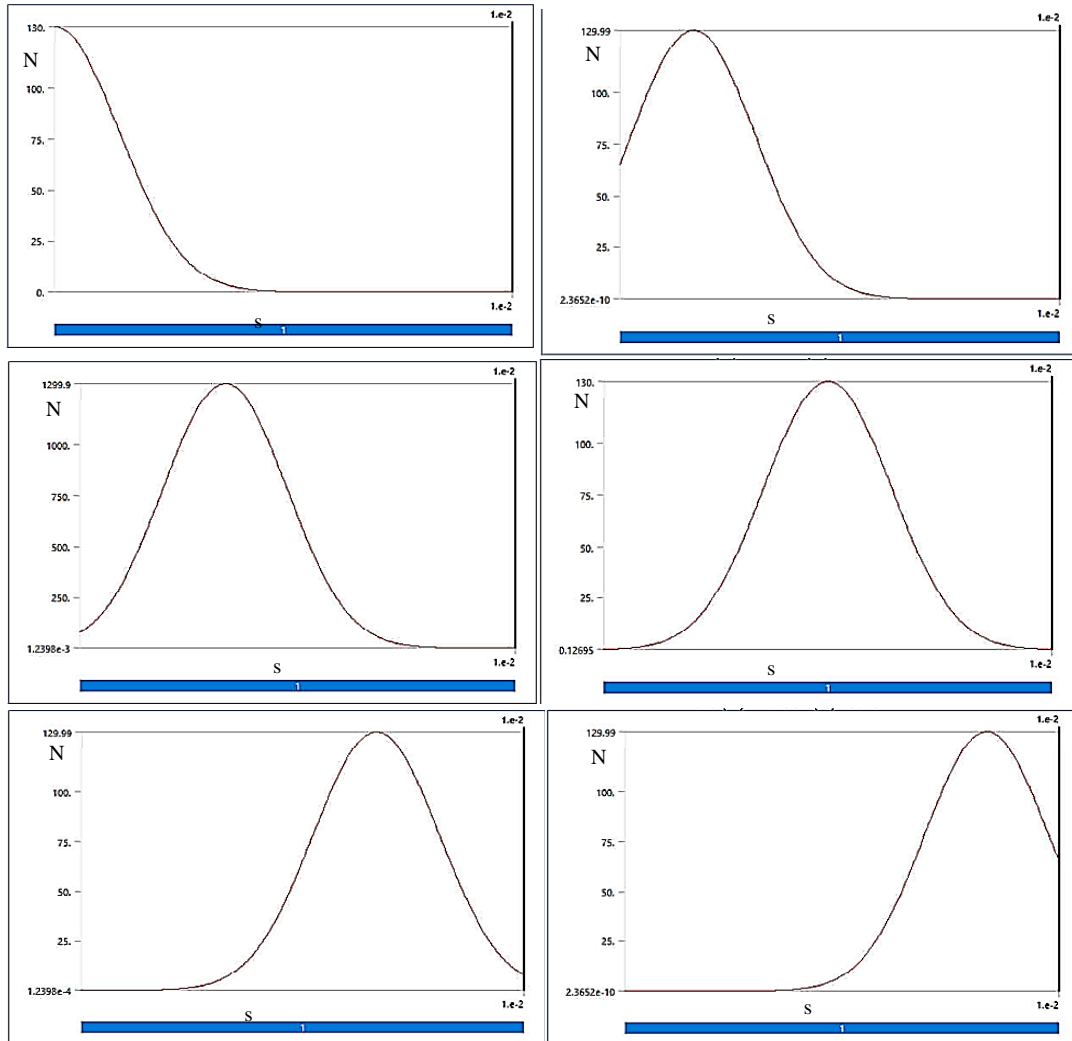 1.e-2
130.
N
100.
75.
50.
25.
0.
1.e-2
s
1
1.e-2
129.99
N
100.
75.
50.
25.
2.3652e-10
1.e-2
s
1
1.e-2
1299.9
N
1000.
750.
500.
250.
1.2398e-3
1.e-2
s
1
1.e-2
130.
N
100.
75.
50.
25.
0.12695
1.e-2
s
1
1.e-2
129.99
N
100.
75.
50.
25.
1.2398e-4
1.e-2
s
1
1.e-2
129.99
N
100.
75.
50.
25.
2.3652e-10
1.e-2
s
1